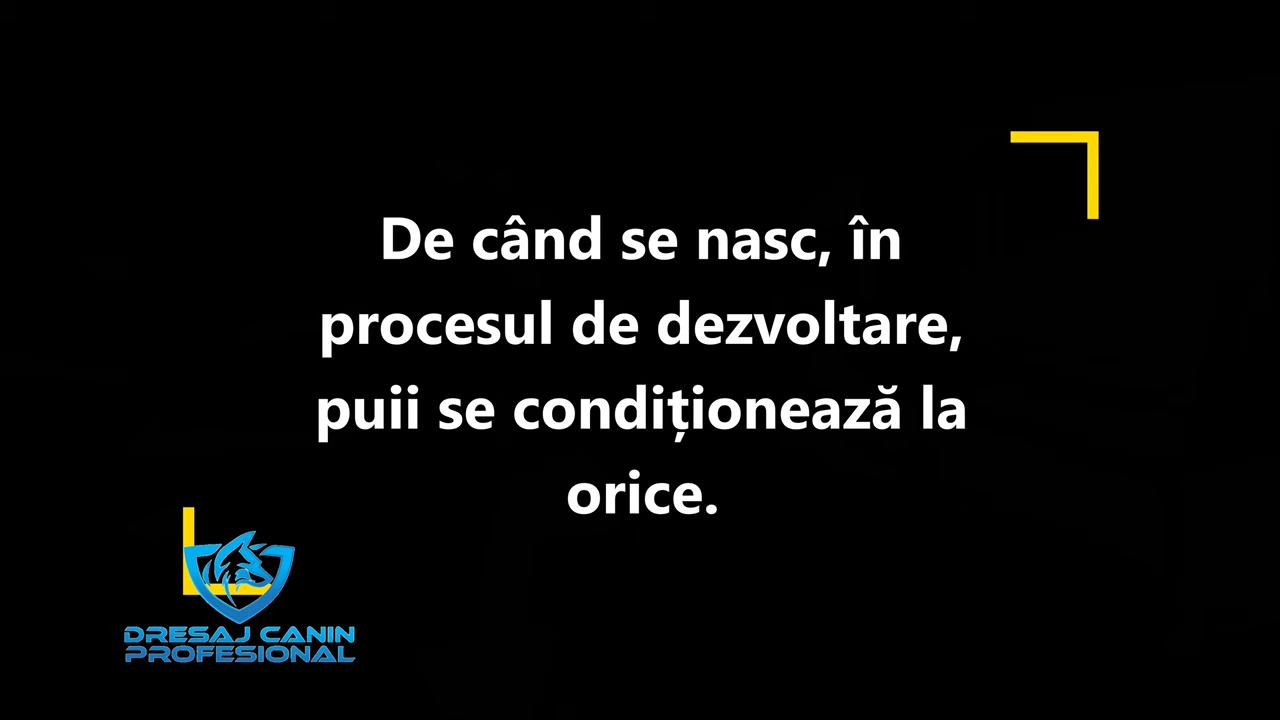 De când se nasc, în
procesul de dezvoltare,
puii se condiționează la
orice.
DRESAJ CANIN
PROFESIONAL